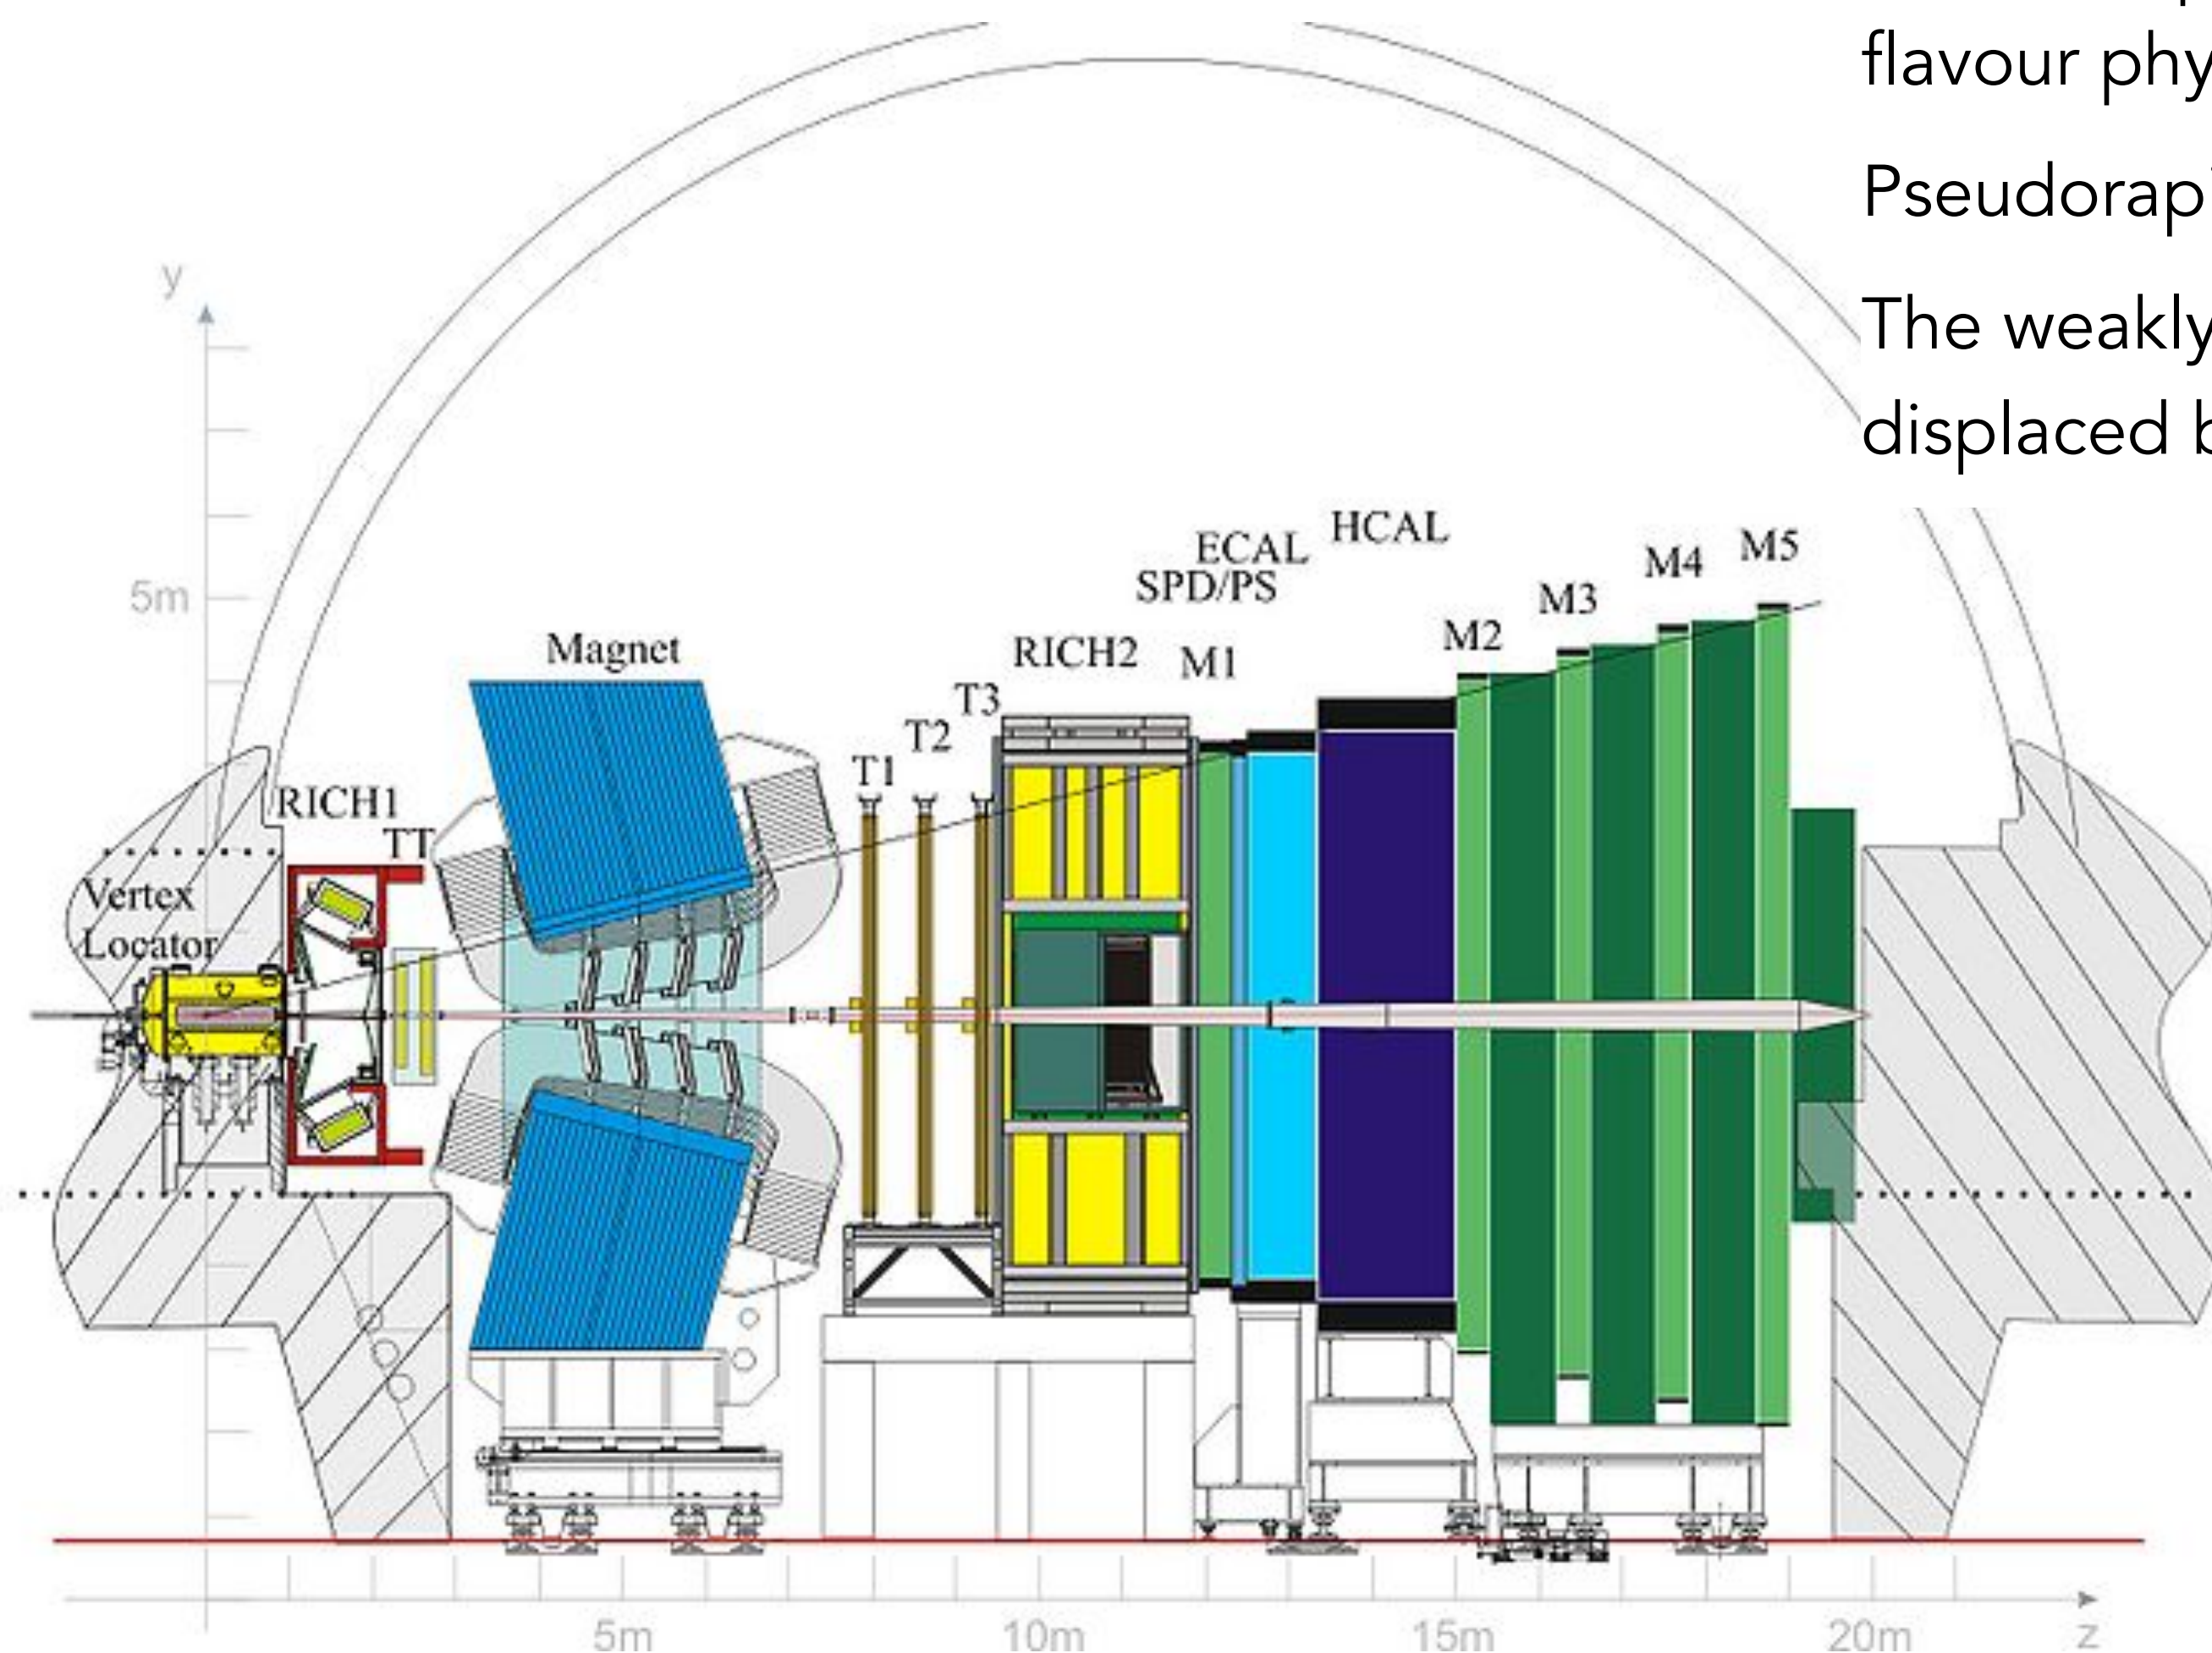 flavour phy
Pseudorapi
The weakly
displaced b
y
HCAL
ECAL
M5
M4
SPD/PS
5m
M3
M2
Magnet
RICH2
M1
T3
T2
T1
RICH1
TT
Vertex
Locator
5m
10m
15m
20m
z